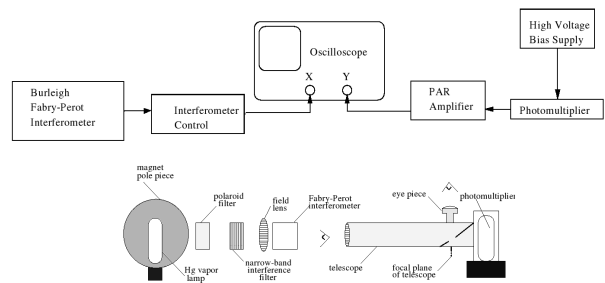 High Voltage
Bias Supply
Oscilloscope
X Y
Burleigh
Fabry-Perot
Interferometer
Interferometer
Control
PAR
Amplifier
Photomultiplier
magnet
pole piece
polaroid
filter
field
lens
Fabry-Perot
interferometer
eye piece
photomultiplier
Hg vapor
lamp
narrow-band
interference
filter
telescope
focal plane
of telescope